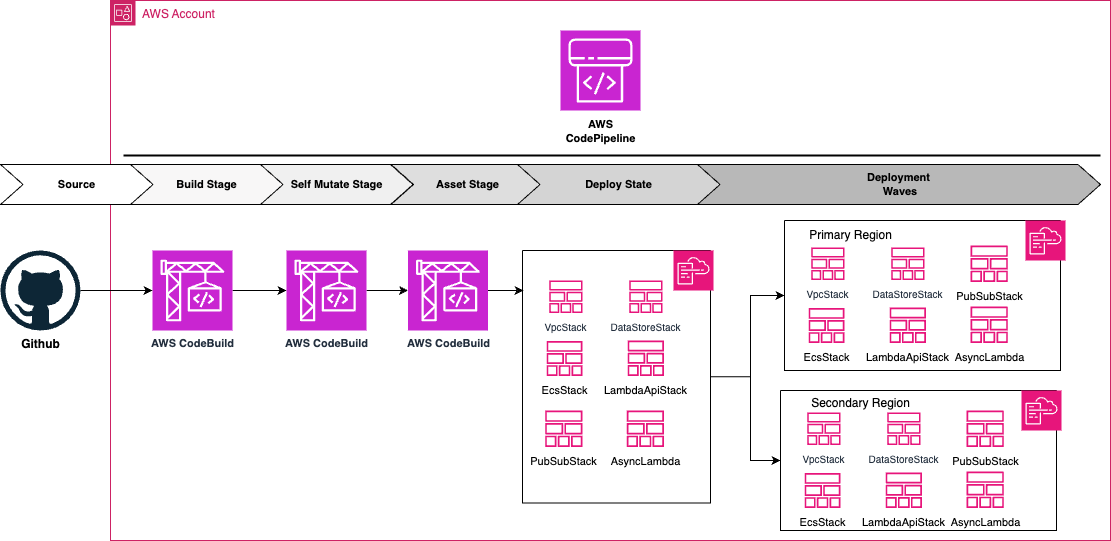 AWS Account
AWS
CodePipeline
Source
Build Stage
Self Mutate Stage
Asset Stage
Deploy State
Deployment
Waves
Github
AWS CodeBuild
AWS CodeBuild
AWS CodeBuild
VpcStack
DataStoreStack
EcsStack
LambdaApiStack
PubSubStack
AsyncLambda
Primary Region
VpcStack
DataStoreStack
PubSubStack
EcsStack
LambdaApiStack
AsyncLambda
Secondary Region
VpcStack
DataStoreStack
PubSubStack
EcsStack
LambdaApiStack
AsyncLambda